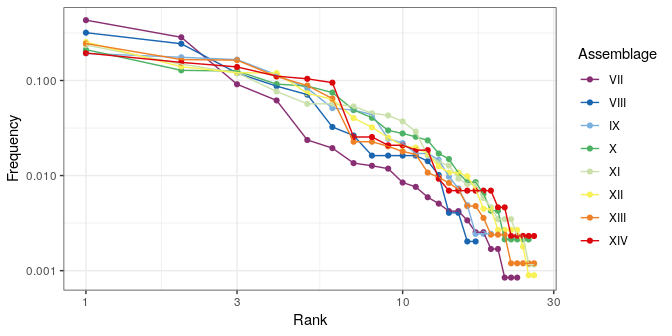 Frequency
0.100
0.010
0.001
1
3
10
30
Rank
Assemblage
VII
VIII
IX
X
XI
XII
XIII
XIV